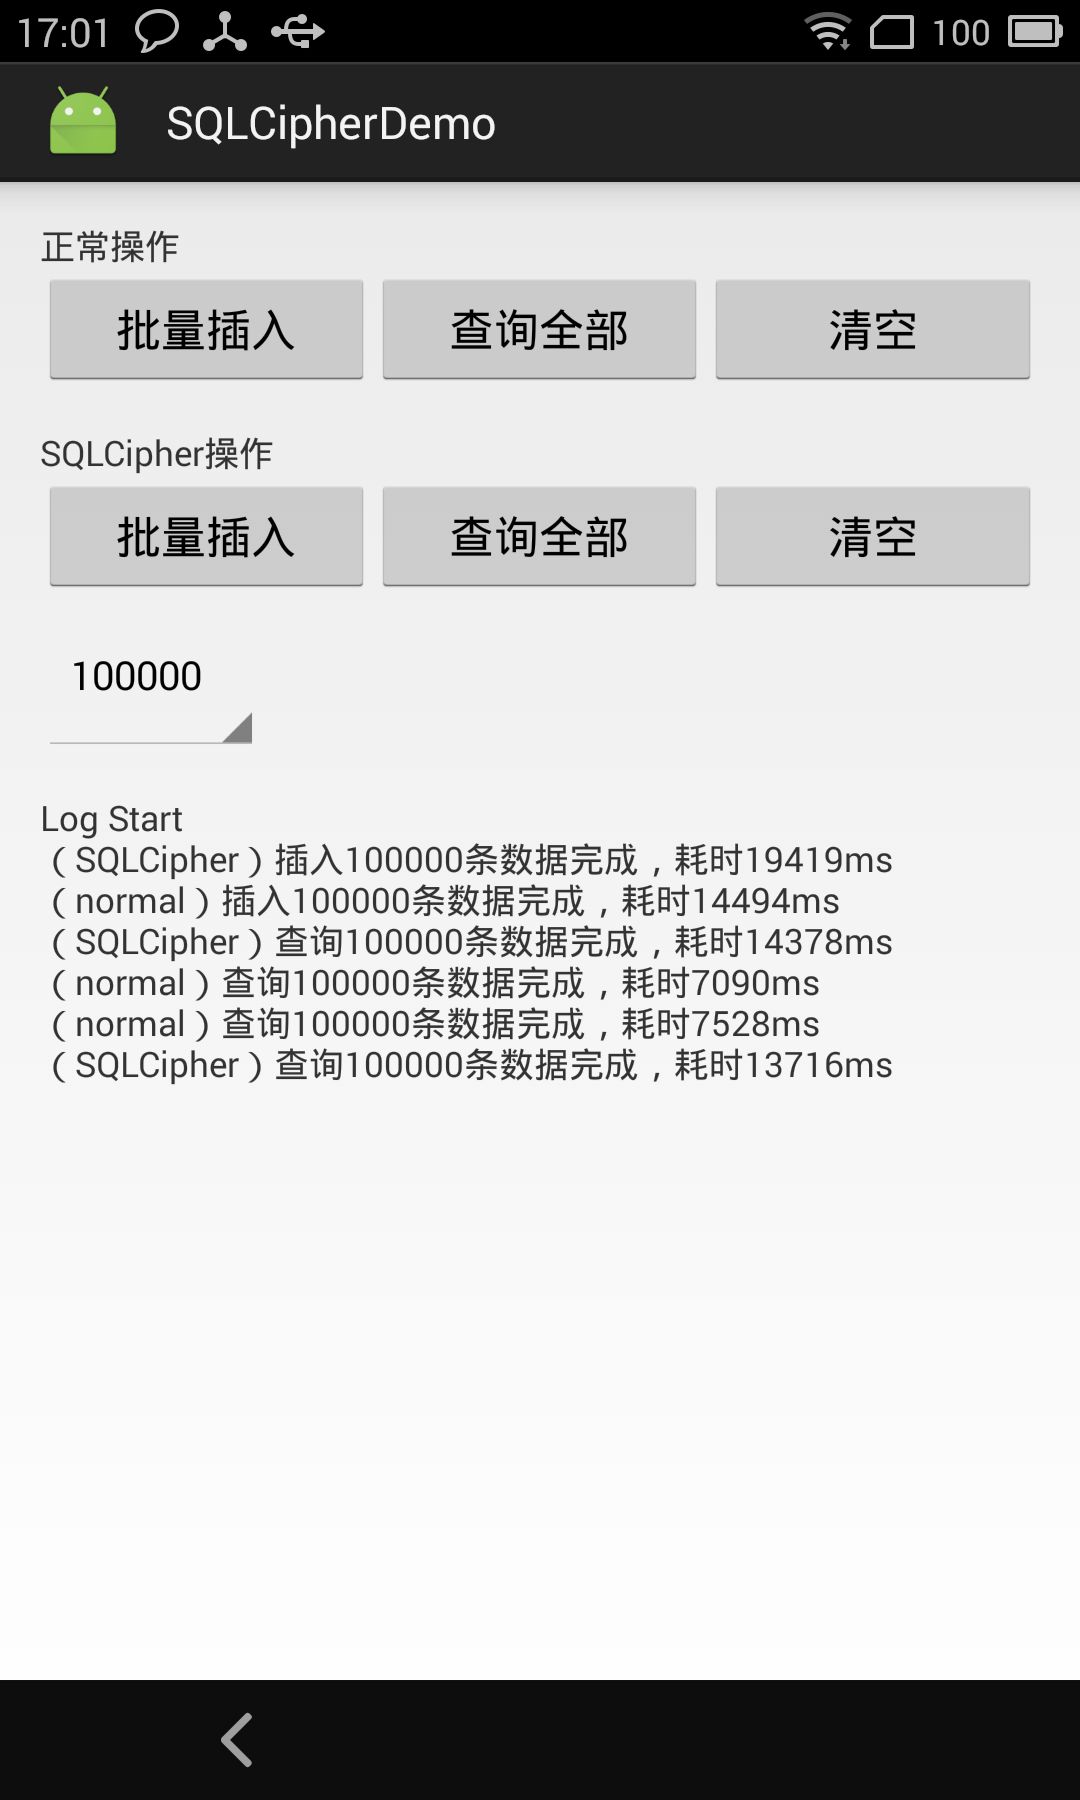 17:01 100
SQLCipherDemo
正常操作
批量插入 查询全部 清空
SQLCipher操作
批量插入 查询全部 清空
100000
Log Start
（SQLCipher）插入100000条数据完成，耗时19419ms
（normal）插入100000条数据完成，耗时14494ms
（SQLCipher）查询100000条数据完成，耗时14378ms
（normal）查询100000条数据完成，耗时7090ms
（normal）查询100000条数据完成，耗时7528ms
（SQLCipher）查询100000条数据完成，耗时13716ms